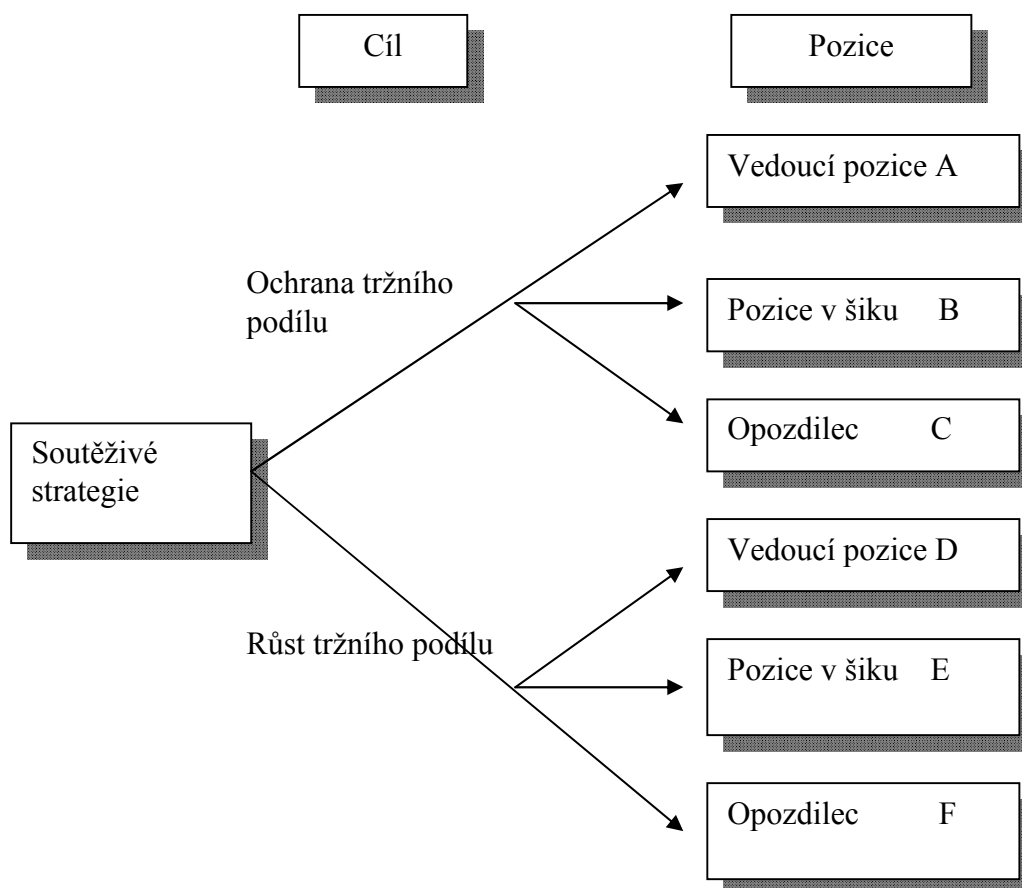 Cíl
Pozice
Vedoucí pozice A
Ochrana tržního
podílu
Pozice v šiku B
Opozdilec C
Soutěživé
strategie
Vedoucí pozice D
Růst tržního podílu
Pozice v šiku E
Opozdilec F